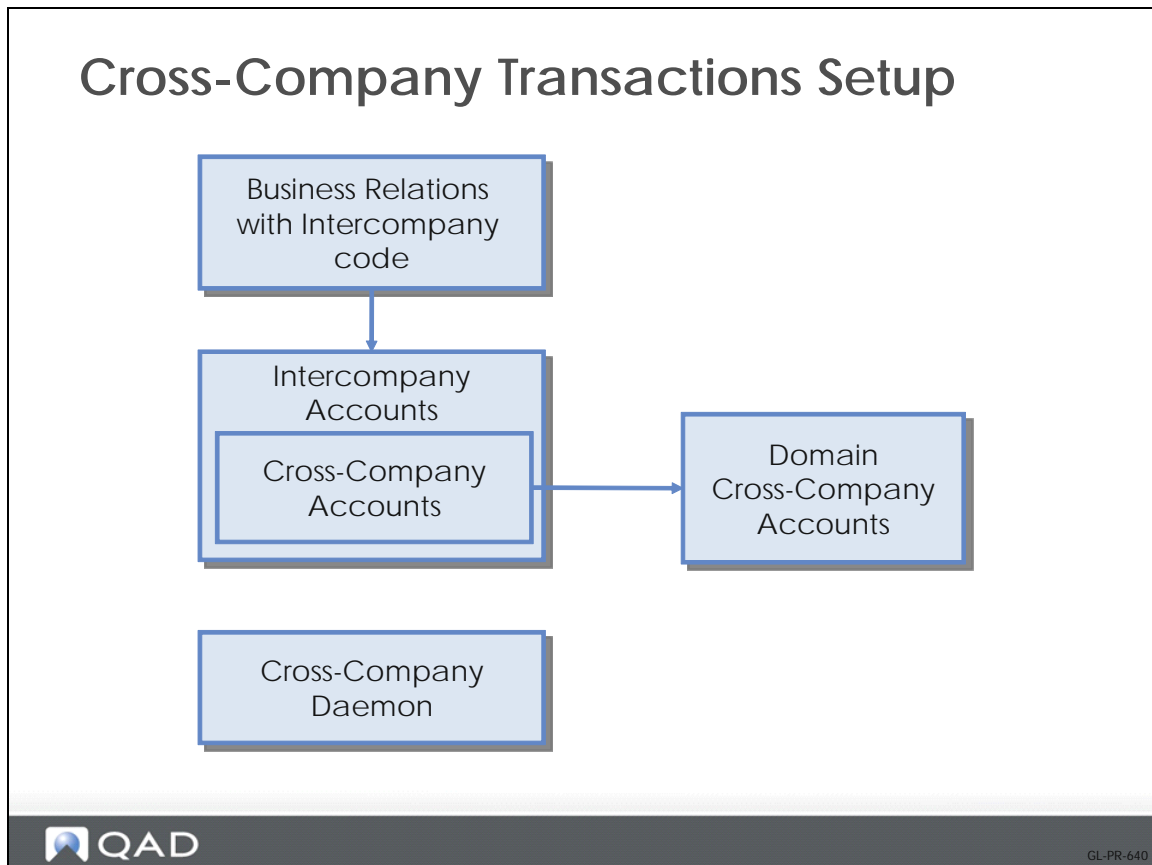 Cross-Company Transactions Setup
Business Relations
with Intercompany
code
Intercompany
Accounts
Cross-Company
Accounts
Domain
Cross-Company
Accounts
Cross-Company
Daemon
QAD
GL-PR-640